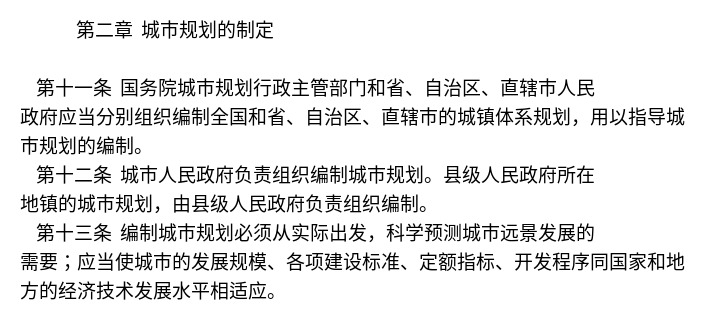 第二章 城市规划的制定
第十一条 国务院城市规划行政主管部门和省、自治区、直辖市人民
政府应当分别组织编制全国和省、自治区、直辖市的城镇体系规划，用以指导城
市规划的编制。
第十二条 城市人民政府负责组织编制城市规划。县级人民政府所在
地镇的城市规划，由县级人民政府负责组织编制。
第十三条 编制城市规划必须从实际出发，科学预测城市远景发展的
需要；应当使城市的发展规模、各项建设标准、定额指标、开发程序同国家和地
方的经济技术发展水平相适应。